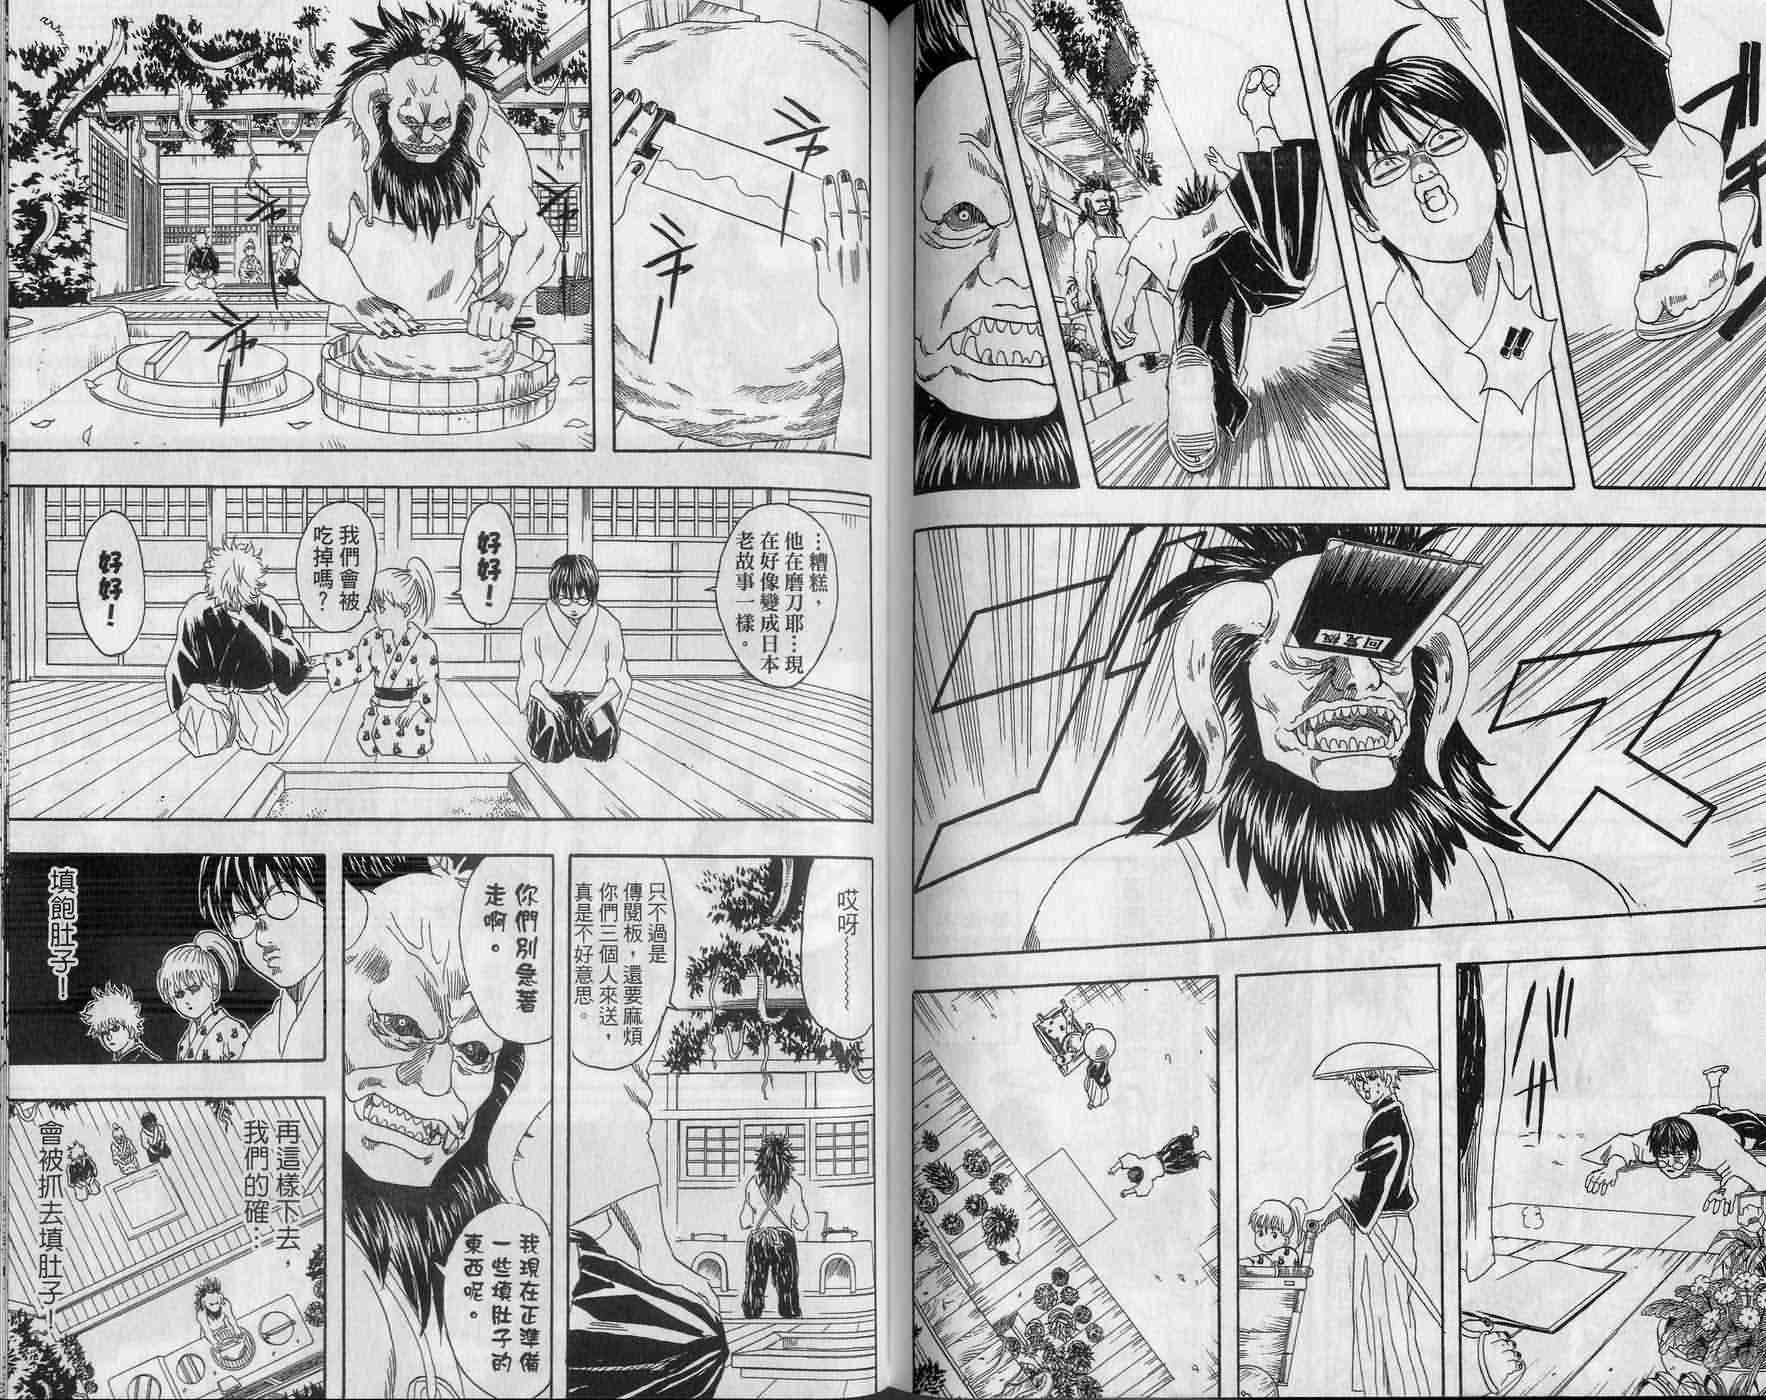 !!
回覧板
…糟糕，
他在磨刀耶…現
在好像變成日本
老故事一樣。
好好！
我們會被
吃掉嗎？
好好！
哎呀～～～～～
只不過是
傳閱板，還要麻煩
你們三個人來送，
真是不好意思。
你們別急著
走啊。
我現在正準備
一些填肚子的
東西呢。
填飽肚子！
再這樣下去，
我們的確…
會被抓去填肚子！